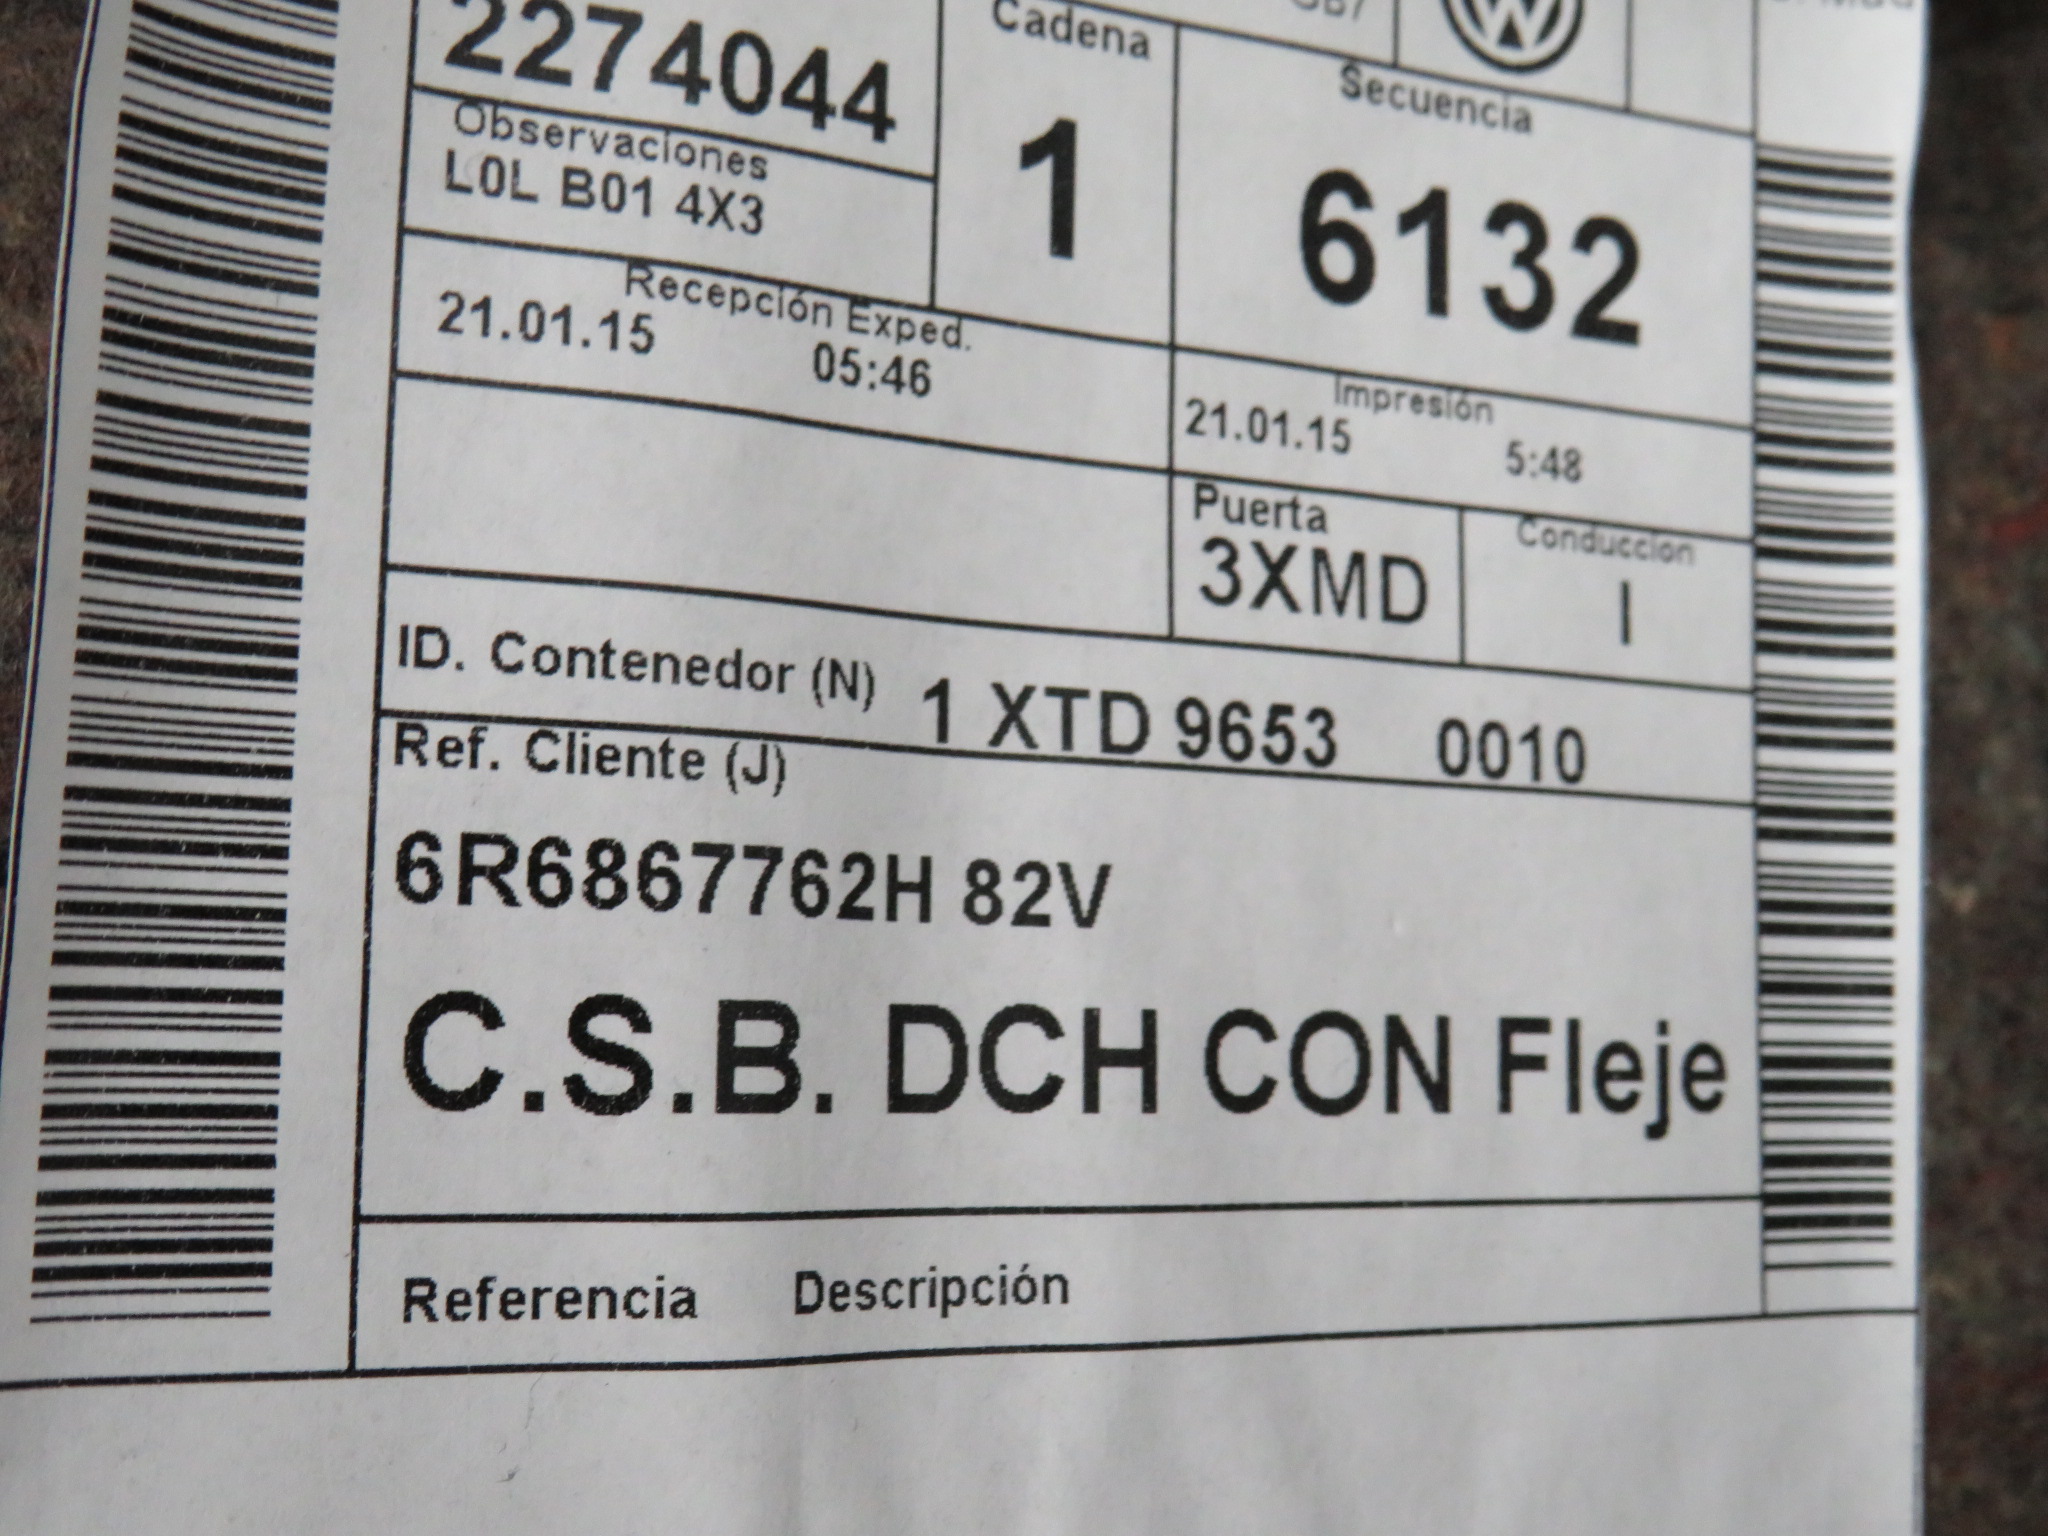 2274044
Cadena
1
Secuencia
6132
Observaciones
L0L B01 4X3
Recepción Exped.
21.01.15 05:46
Impresión
21.01.15 5:48
Puerta
3XMD
Conduccion
I
ID. Contenedor (N) 1 XTD 9653 0010
Ref. Cliente (J)
6R6867762H 82V
C.S.B. DCH CON Fleje
Referencia Descripción